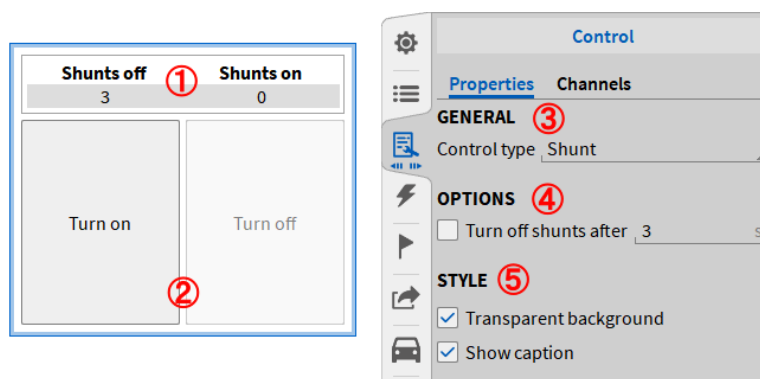 Shunts off ① Shunts on
3 0
Turn on Turn off
②
Control
Properties Channels
GENERAL ③
Control type Shunt
OPTIONS ④
Turn off shunts after 3 s
STYLE ⑤
Transparent background
Show caption